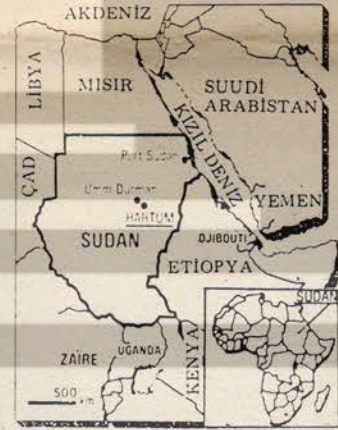 AKDENİZ
LİBYA
MISIR
SUUDİ
ARABİSTAN
KIZIL DENİZ
ÇAD
Port Sudan
Umm Durman
HARTUM
YEMEN
SUDAN
DJIBOUTI
ETİOPYA
SUDAN
UGANDA
ZAİRE
KENYA
500
km